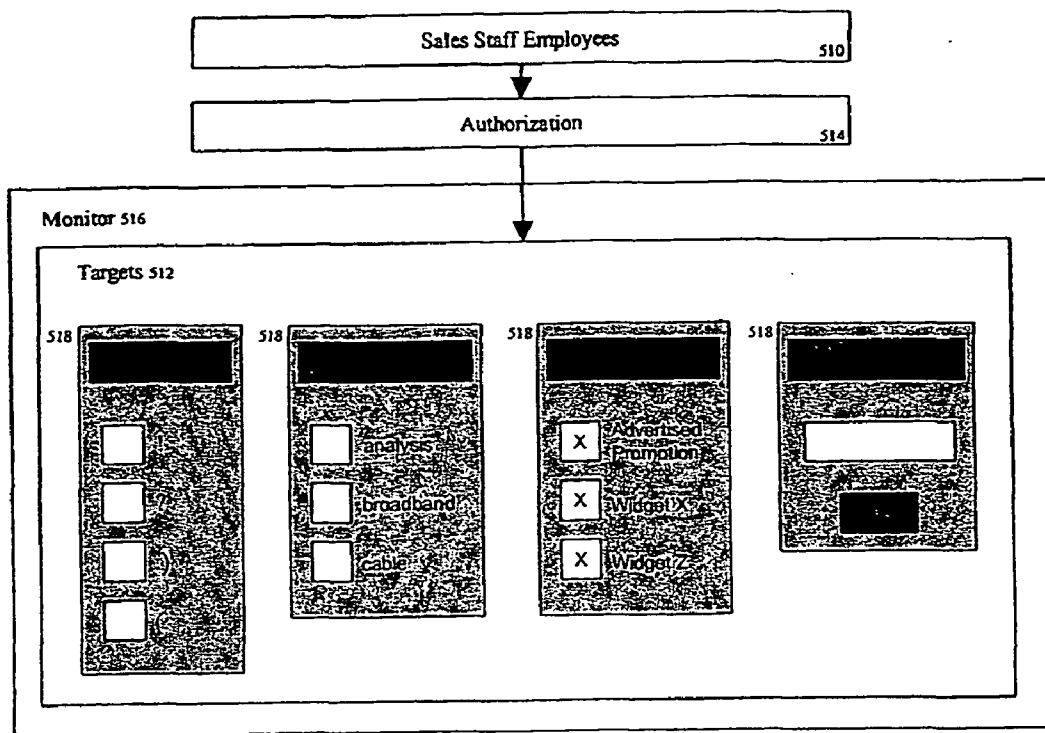 Sales Staff Employees
510
Authorization
514
Monitor 516
Targets 512
518
518
518
518
analysis
broadband
cable
X Advertised
Promotion
X Widget X
X Widget Z